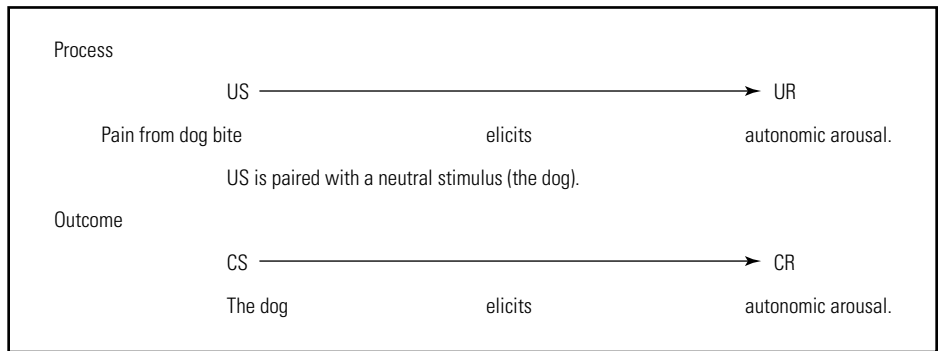 Process
US UR
Pain from dog bite elicits autonomic arousal.
US is paired with a neutral stimulus (the dog).
Outcome
CS CR
The dog elicits autonomic arousal.